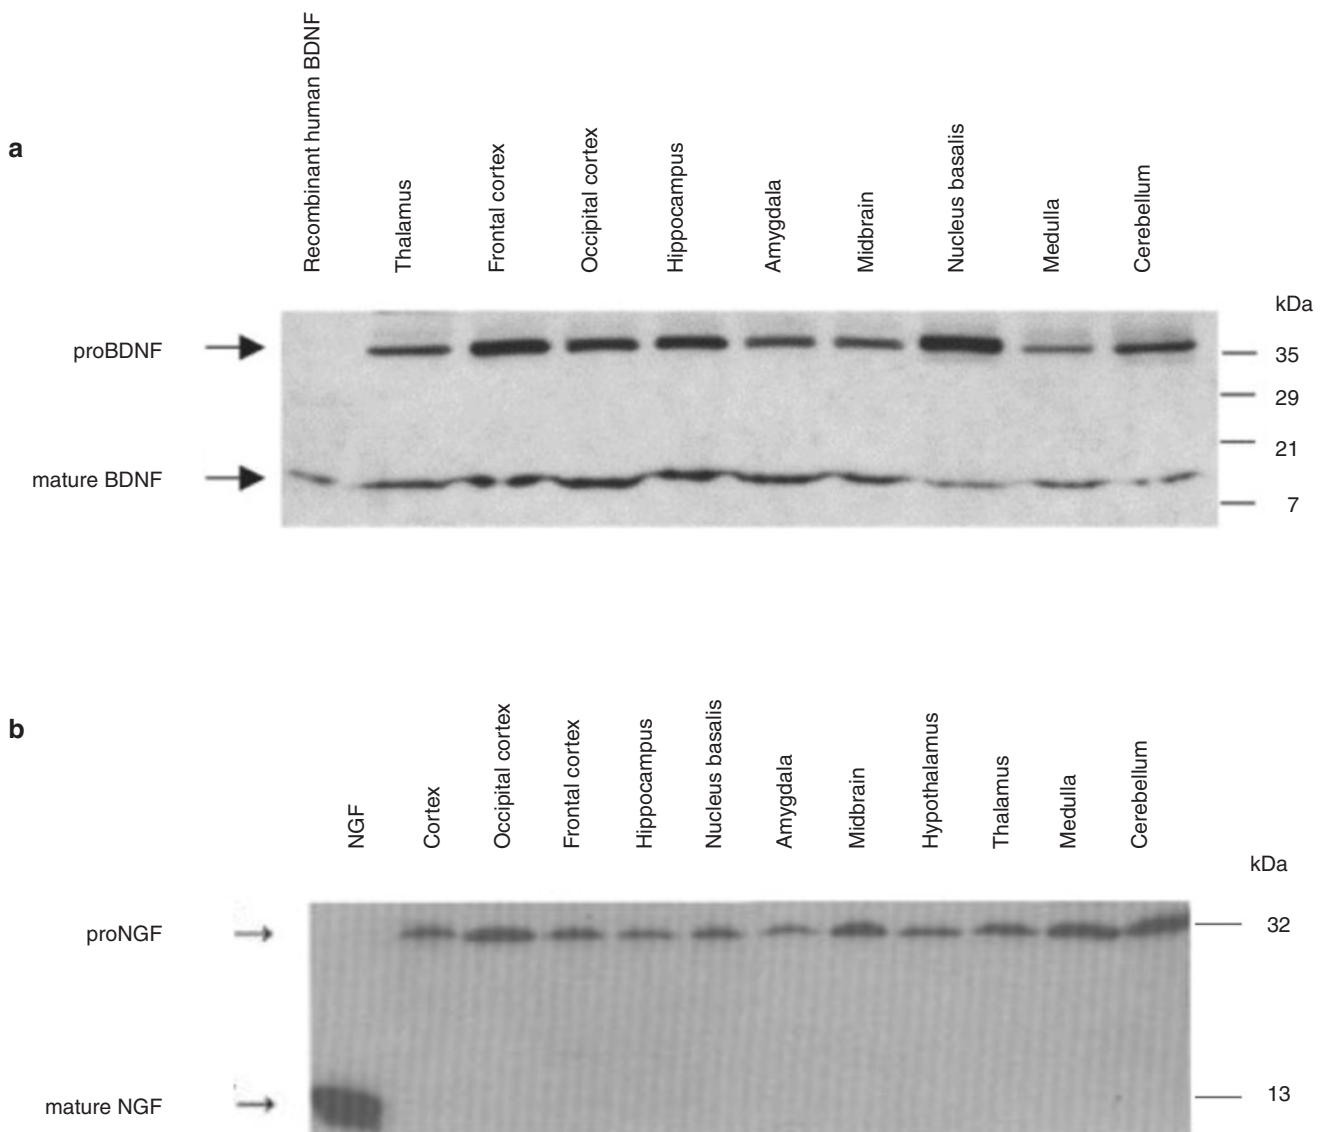 a
Recombinant human BDNF
Thalamus
Frontal cortex
Occipital cortex
Hippocampus
Amygdala
Midbrain
Nucleus basalis
Medulla
Cerebellum
kDa
proBDNF
35
29
21
mature BDNF
7
b
NGF
Cortex
Occipital cortex
Frontal cortex
Hippocampus
Nucleus basalis
Amygdala
Midbrain
Hypothalamus
Thalamus
Medulla
Cerebellum
kDa
proNGF
32
mature NGF
13